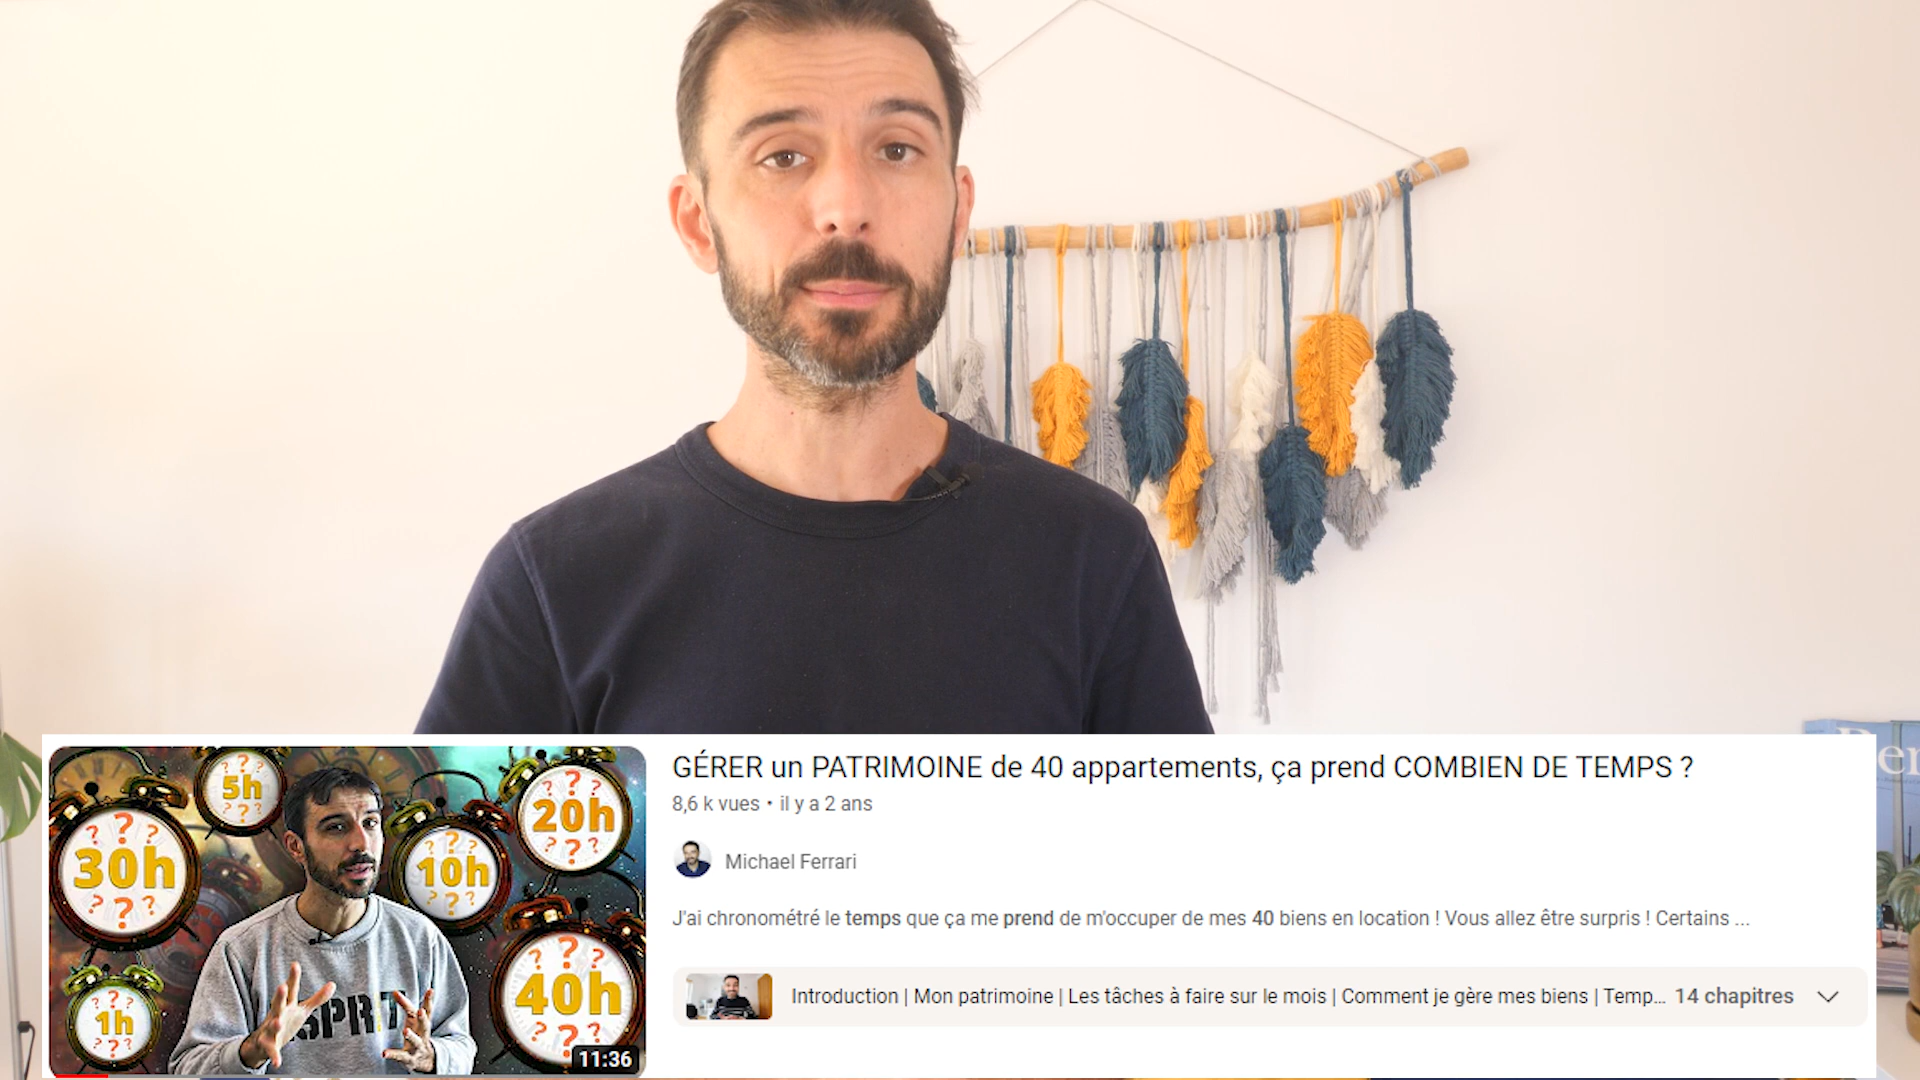 GÉRER un PATRIMOINE de 40 appartements, ça prend COMBIEN DE TEMPS ?
8,6 k vues • il y a 2 ans
Michael Ferrari
J'ai chronométré le temps que ça me prend de m'occuper de mes 40 biens en location ! Vous allez être surpris ! Certains ...
Introduction | Mon patrimoine | Les tâches à faire sur le mois | Comment je gère mes biens | Temp... 14 chapitres
? ? ?
5h
? ? ?
? ? ?
20h
? ? ?
? ? ?
30h
? ? ?
? ? ?
10h
? ? ?
? ? ?
40h
? ? ?
? ? ?
1h
? ? ?
11:36